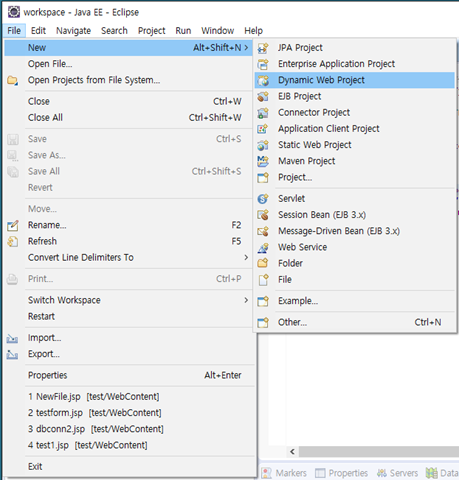 workspace - Java EE - Eclipse
File Edit Navigate Search Project Run Window Help
New Alt+Shift+N >
Open File...
Open Projects from File System...
Close Ctrl+W
Close All Ctrl+Shift+W
Save Ctrl+S
Save As...
Save All Ctrl+Shift+S
Revert
Move...
Rename... F2
Refresh F5
Convert Line Delimiters To >
Print... Ctrl+P
Switch Workspace >
Restart
Import...
Export...
Properties Alt+Enter
1 NewFile.jsp [test/WebContent]
2 testform.jsp [test/WebContent]
3 dbconn2.jsp [test/WebContent]
4 test1.jsp [test/WebContent]
Exit
JPA Project
Enterprise Application Project
Dynamic Web Project
EJB Project
Connector Project
Application Client Project
Static Web Project
Maven Project
Project...
Servlet
Session Bean (EJB 3.x)
Message-Driven Bean (EJB 3.x)
Web Service
Folder
File
Example...
Other... Ctrl+N
Markers Properties Servers Data